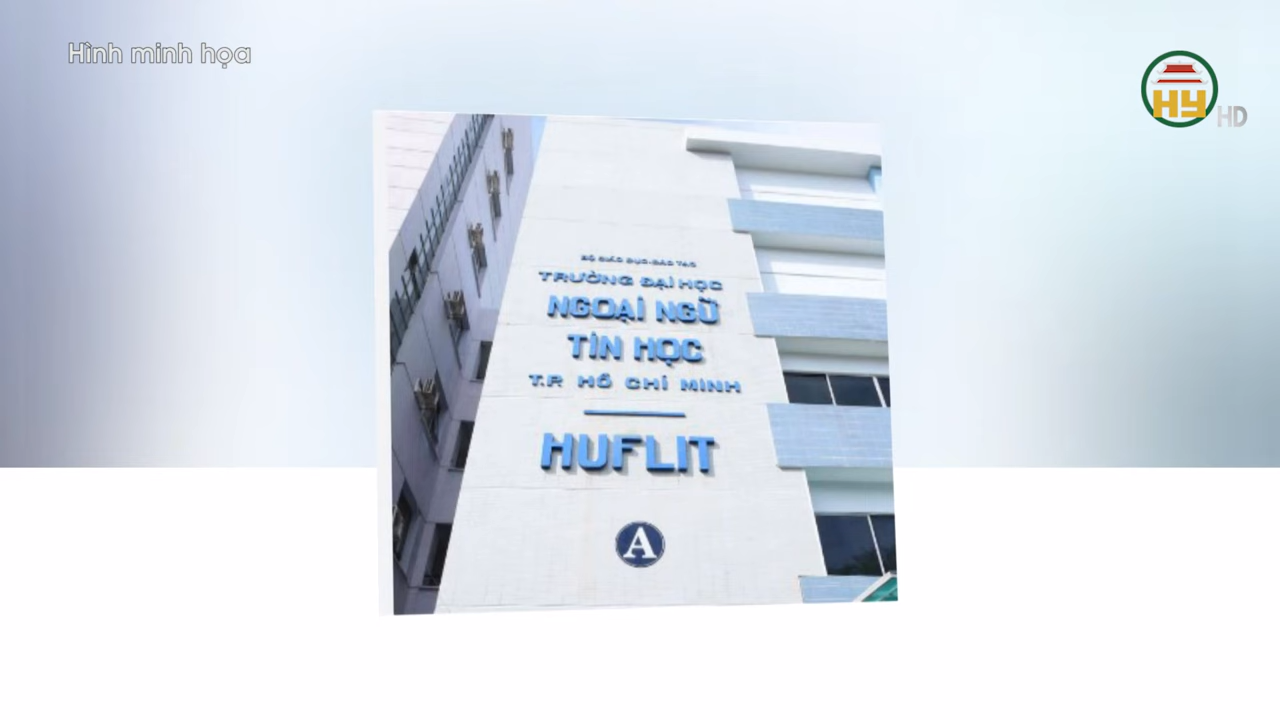 Hình minh họa
HY
HD
BỘ GIÁO DỤC-ĐÀO TẠO
TRƯỜNG ĐẠI HỌC
NGOẠI NGỮ
TIN HỌC
T.P. HỒ CHÍ MINH
HUFLIT
A